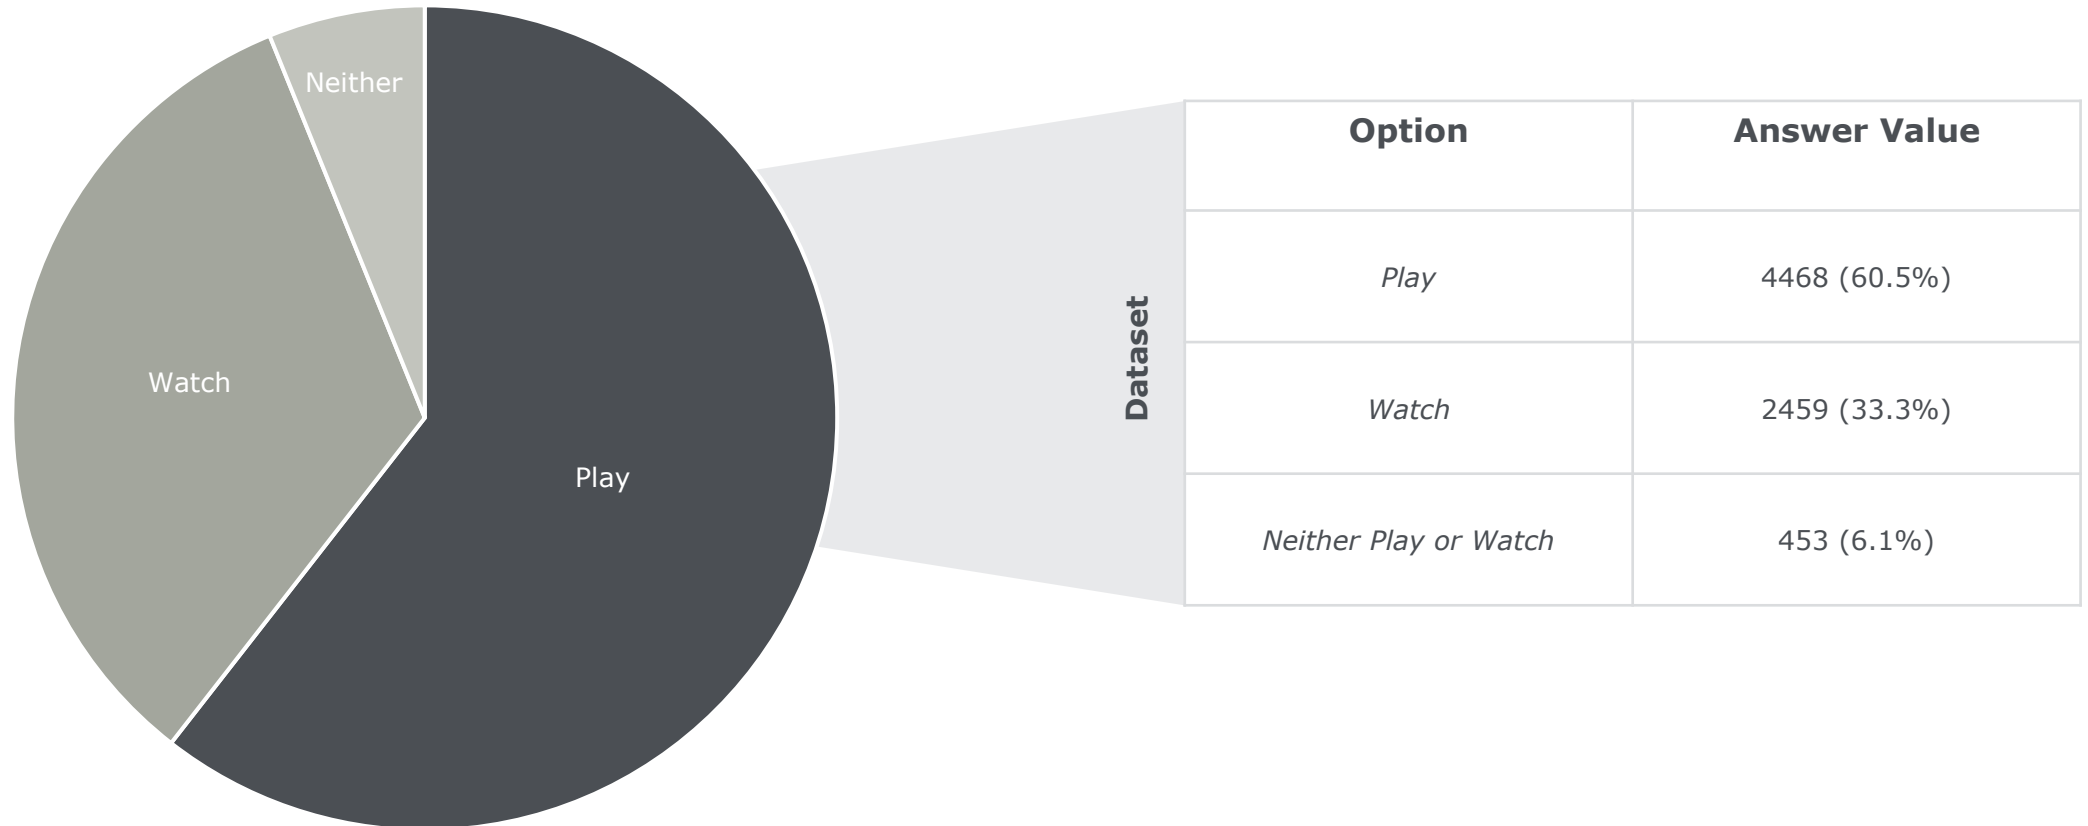 Neither
Watch
Play
Dataset
Option Answer Value
Play 4468 (60.5%)
Watch 2459 (33.3%)
Neither Play or Watch 453 (6.1%)